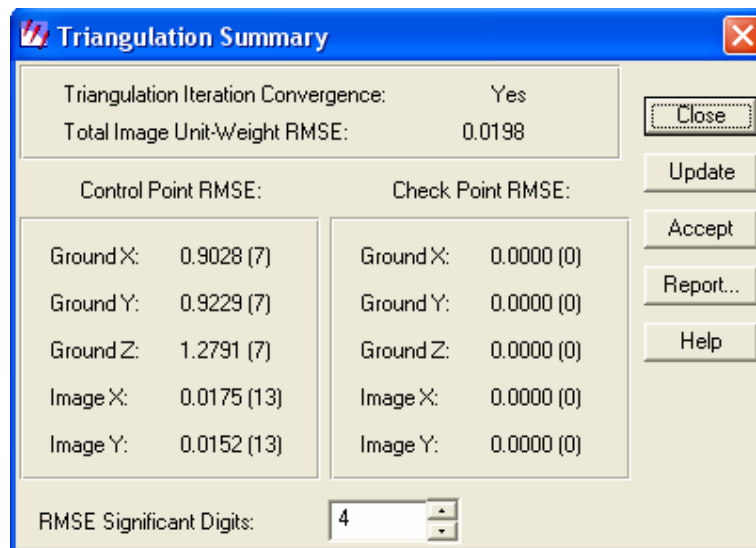 Triangulation Summary
Triangulation Iteration Convergence: Yes
Total Image Unit-Weight RMSE: 0.0198
Close
Update
Accept
Report...
Help
Control Point RMSE:
Ground X: 0.9028 (7)
Ground Y: 0.9229 (7)
Ground Z: 1.2791 (7)
Image X: 0.0175 (13)
Image Y: 0.0152 (13)
Check Point RMSE:
Ground X: 0.0000 (0)
Ground Y: 0.0000 (0)
Ground Z: 0.0000 (0)
Image X: 0.0000 (0)
Image Y: 0.0000 (0)
RMSE Significant Digits: 4